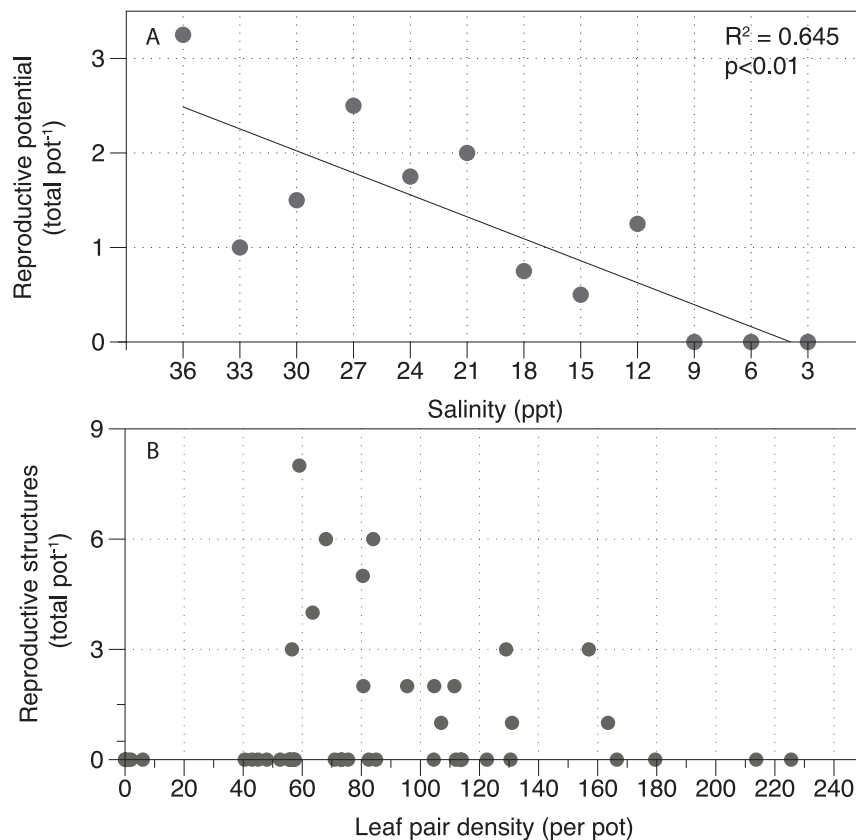 A
R² = 0.645
p<0.01
Reproductive potential
(total pot⁻¹)
3
2
1
0
36 33 30 27 24 21 18 15 12 9 6 3
Salinity (ppt)
B
Reproductive structures
(total pot⁻¹)
9
6
3
0
0 20 40 60 80 100 120 140 160 180 200 220 240
Leaf pair density (per pot)